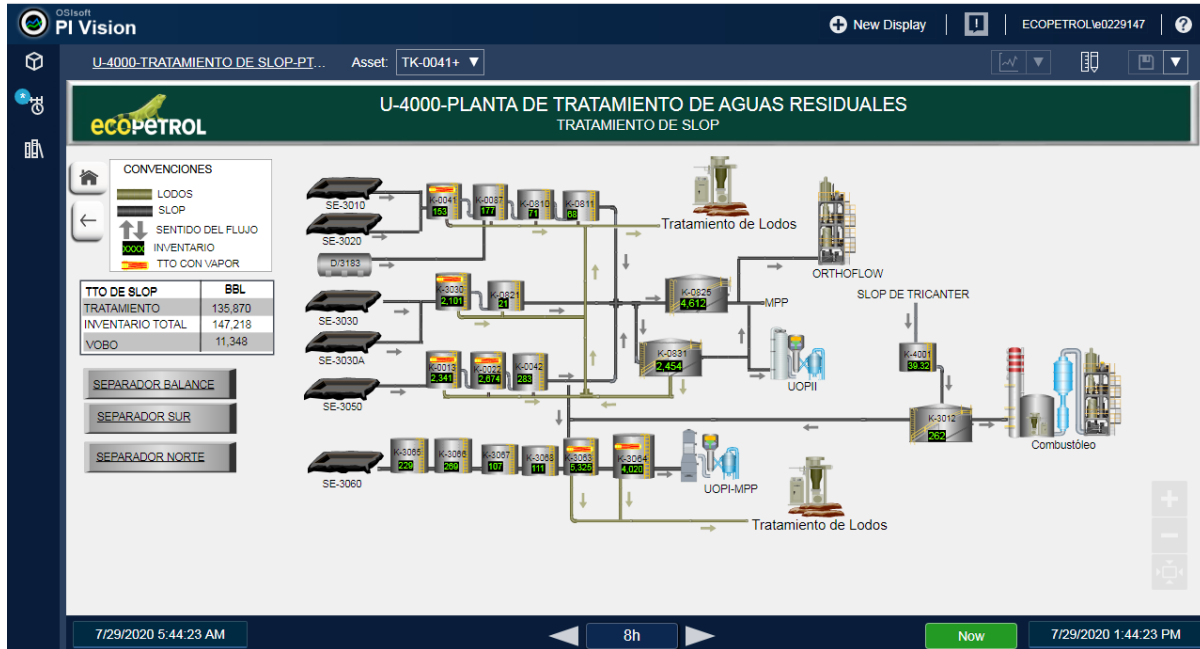 OSIsoft
PI Vision
New Display
ECOPETROL\e0229147
?
U-4000-TRATAMIENTO DE SLOP-PT...
Asset:
TK-0041+
U-4000-PLANTA DE TRATAMIENTO DE AGUAS RESIDUALES
TRATAMIENTO DE SLOP
ecopetrol
CONVENCIONES
LODOS
SLOP
SENTIDO DEL FLUJO
XXXX INVENTARIO
TTO CON VAPOR
TTO DE SLOP BBL
TRATAMIENTO 135,870
INVENTARIO TOTAL 147,218
VOBO 11,348
SEPARADOR BALANCE
SEPARADOR SUR
SEPARADOR NORTE
SE-3010
SE-3020
D/3183
K-0041
153
K-0087
177
K-0810
71
K-0811
68
Tratamiento de Lodos
ORTHOFLOW
SE-3030
SE-3030A
K-3030
2,101
K-0821
21
K-0825
4,612
MPP
SLOP DE TRICANTER
SE-3050
K-0013
2,341
K-0022
2,674
K-0042
283
K-0831
2,454
UOPII
K-4001
39.32
K-3012
262
Combustóleo
SE-3060
K-3065
229
K-3066
269
K-3067
107
K-3068
111
K-3063
5,325
K-3064
4,020
UOPI-MPP
Tratamiento de Lodos
7/29/2020 5:44:23 AM
8h
Now
7/29/2020 1:44:23 PM